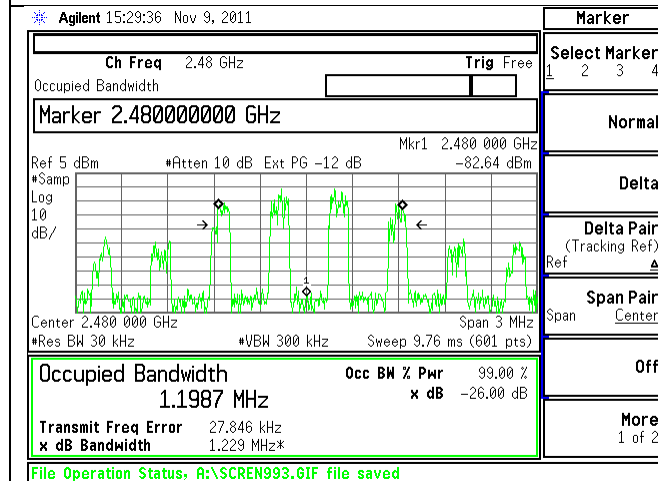 Agilent 15:29:36 Nov 9, 2011
Marker
Ch Freq 2.48 GHz Trig Free
Occupied Bandwidth
Select Marker
1 2 3 4
Marker 2.480000000 GHz
Normal
Mkr1 2.480 000 GHz
Ref 5 dBm #Atten 10 dB Ext PG -12 dB -82.64 dBm
#Samp
Log
10
dB/
1
Delta
Delta Pair
(Tracking Ref)
Ref Δ
Span Pair
Span Center
Center 2.480 000 GHz Span 3 MHz
#Res BW 30 kHz #VBW 300 kHz Sweep 9.76 ms (601 pts)
Off
Occupied Bandwidth Occ BW % Pwr 99.00 %
1.1987 MHz x dB -26.00 dB
Transmit Freq Error 27.846 kHz
x dB Bandwidth 1.229 MHz*
More
1 of 2
File Operation Status, A:\SCREN993.GIF file saved